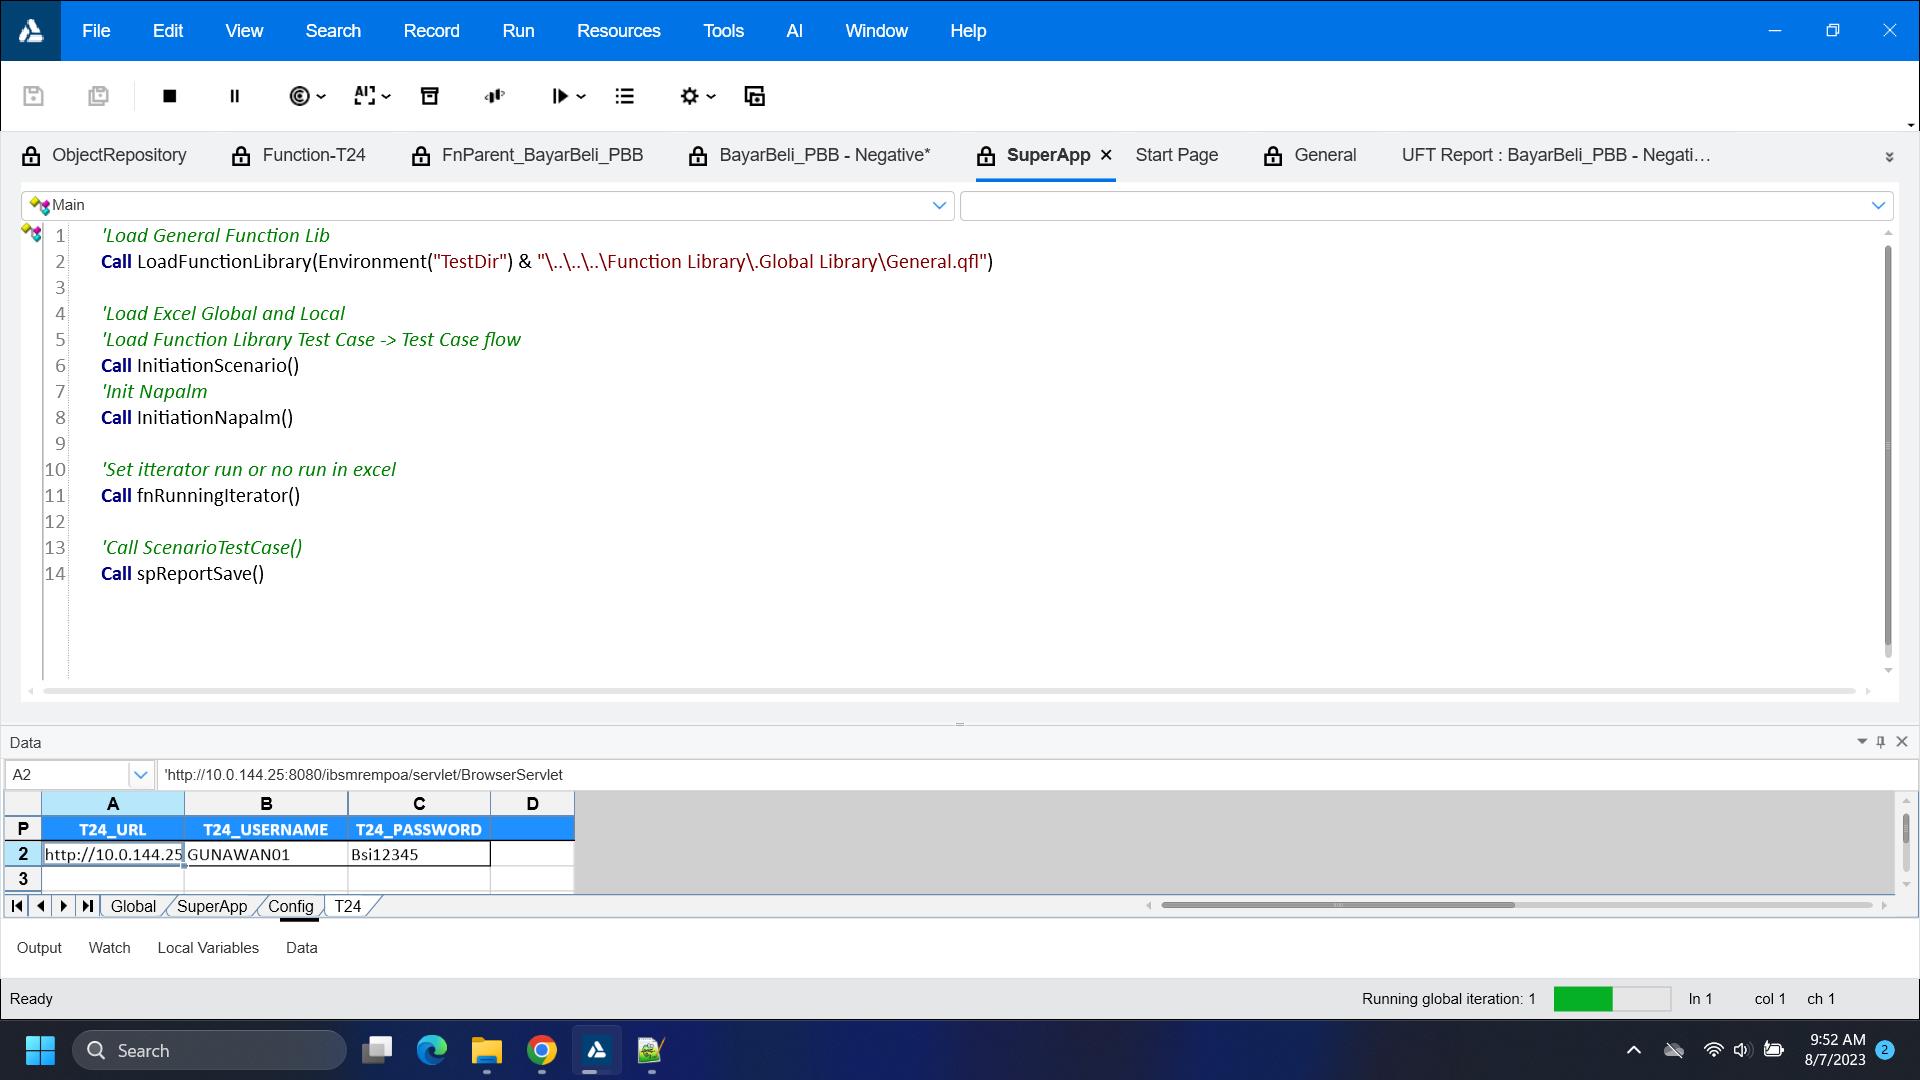 File Edit View Search Record Run Resources Tools AI Window Help
ObjectRepository Function-T24 FnParent_BayarBeli_PBB BayarBeli_PBB - Negative* SuperApp Start Page General UFT Report : BayarBeli_PBB - Negati...
Main
1 'Load General Function Lib
2 Call LoadFunctionLibrary(Environment("TestDir") & "\..\..\..\Function Library\.Global Library\General.qfl")
3
4 'Load Excel Global and Local
5 'Load Function Library Test Case -> Test Case flow
6 Call InitiationScenario()
7 'Init Napalm
8 Call InitiationNapalm()
9
10 'Set itterator run or no run in excel
11 Call fnRunningIterator()
12
13 'Call ScenarioTestCase()
14 Call spReportSave()
Data
A2 'http://10.0.144.25:8080/ibsmrempoa/servlet/BrowserServlet
A B C D
P T24_URL T24_USERNAME T24_PASSWORD
2 http://10.0.144.25 GUNAWAN01 Bsi12345
3
Global SuperApp Config T24
Output Watch Local Variables Data
Ready Running global iteration: 1 ln 1 col 1 ch 1
Search
9:52 AM
8/7/2023 2